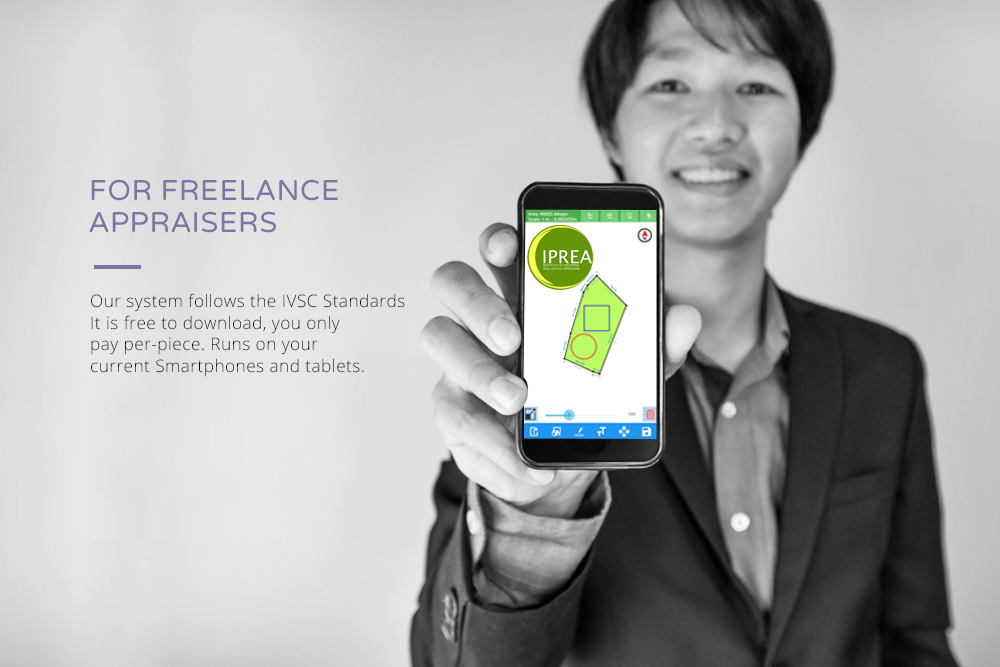 FOR FREELANCE
APPRAISERS
Our system follows the IVSC Standards
It is free to download, you only
pay per-piece. Runs on your
current Smartphones and tablets.
IPREA